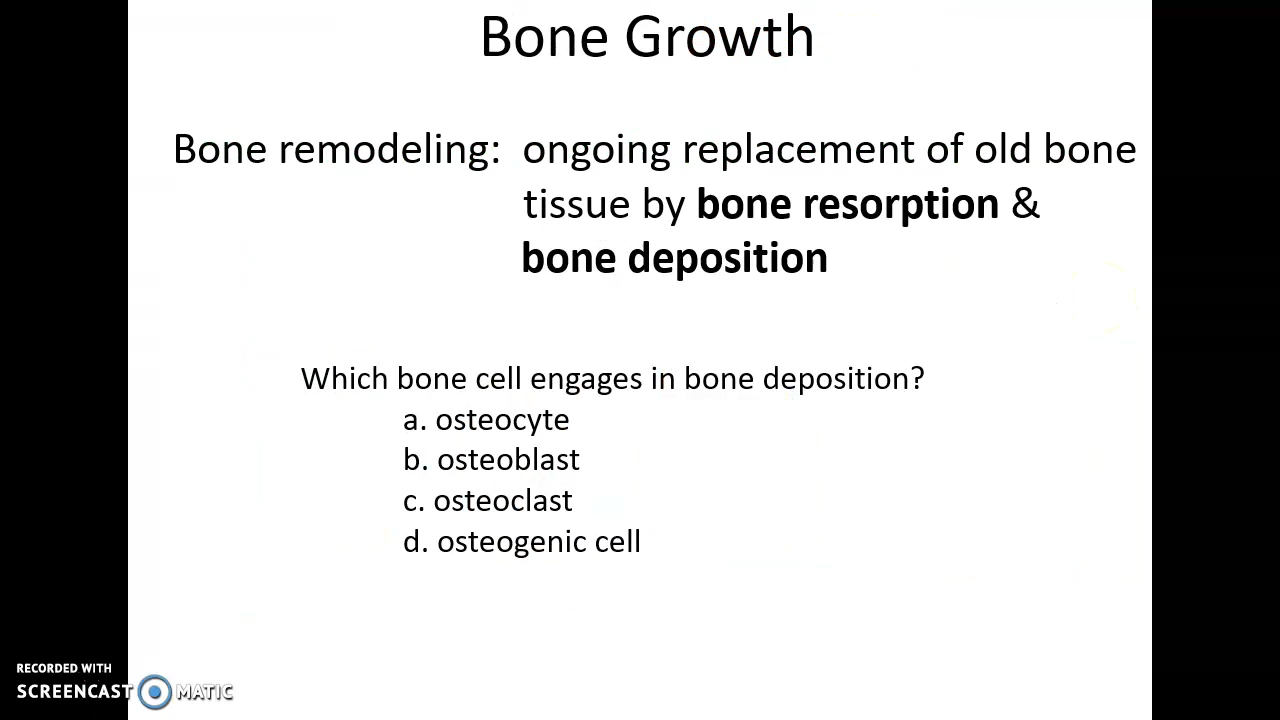 Bone Growth
Bone remodeling: ongoing replacement of old bone
tissue by bone resorption &
bone deposition
Which bone cell engages in bone deposition?
a. osteocyte
b. osteoblast
c. osteoclast
d. osteogenic cell
RECORDED WITH
SCREENCAST MATIC